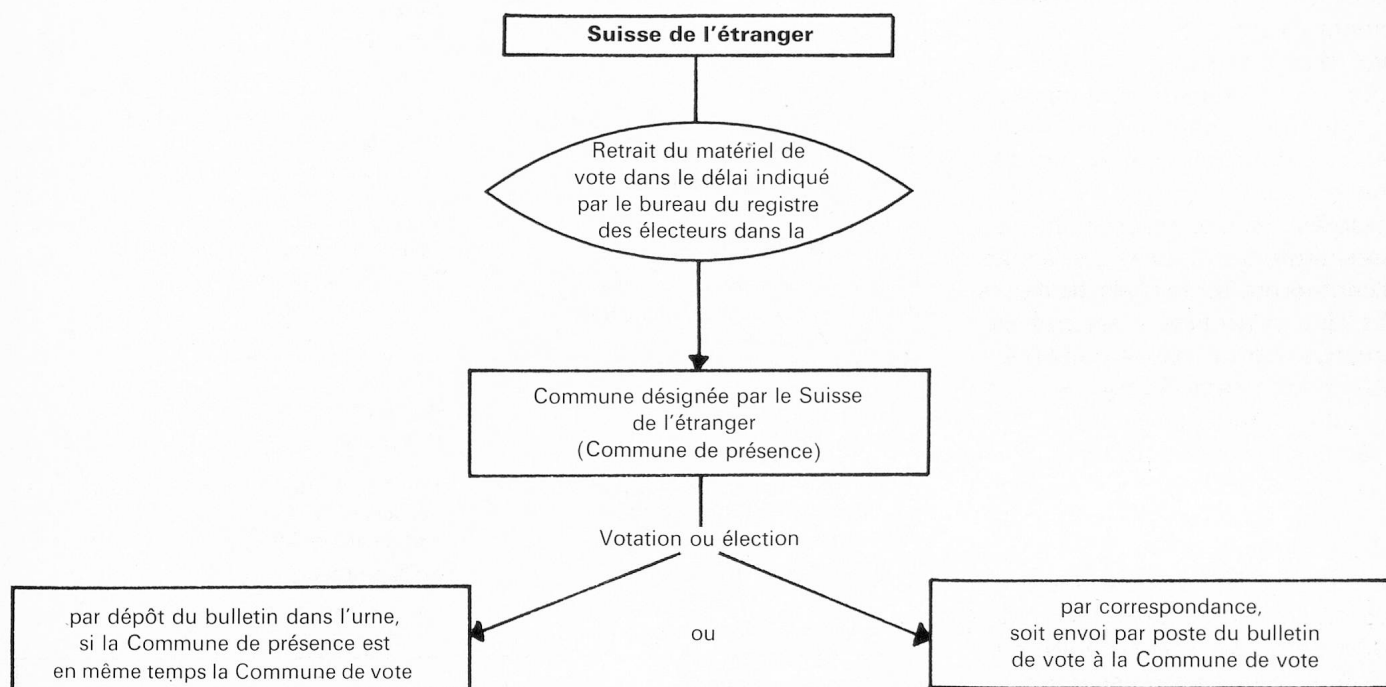 Suisse de l'étranger
Retrait du matériel de
vote dans le délai indiqué
par le bureau du registre
des électeurs dans la
Commune désignée par le Suisse
de l'étranger
(Commune de présence)
Votation ou élection
par dépôt du bulletin dans l'urne,
si la Commune de présence est
en même temps la Commune de vote
ou
par correspondance,
soit envoi par poste du bulletin
de vote à la Commune de vote